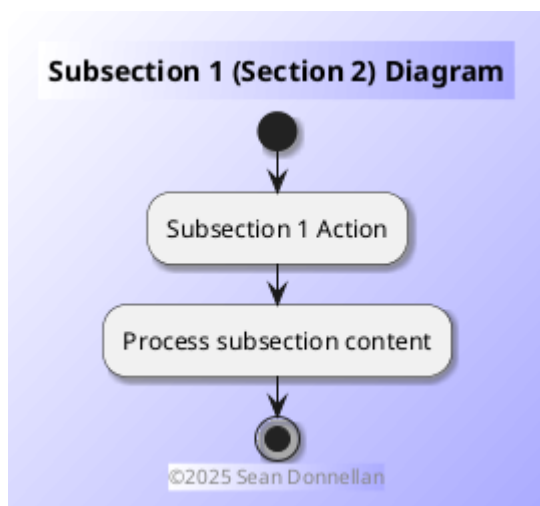 Subsection 1 (Section 2) Diagram
Subsection 1 Action
Process subsection content
©2025 Sean Donnellan